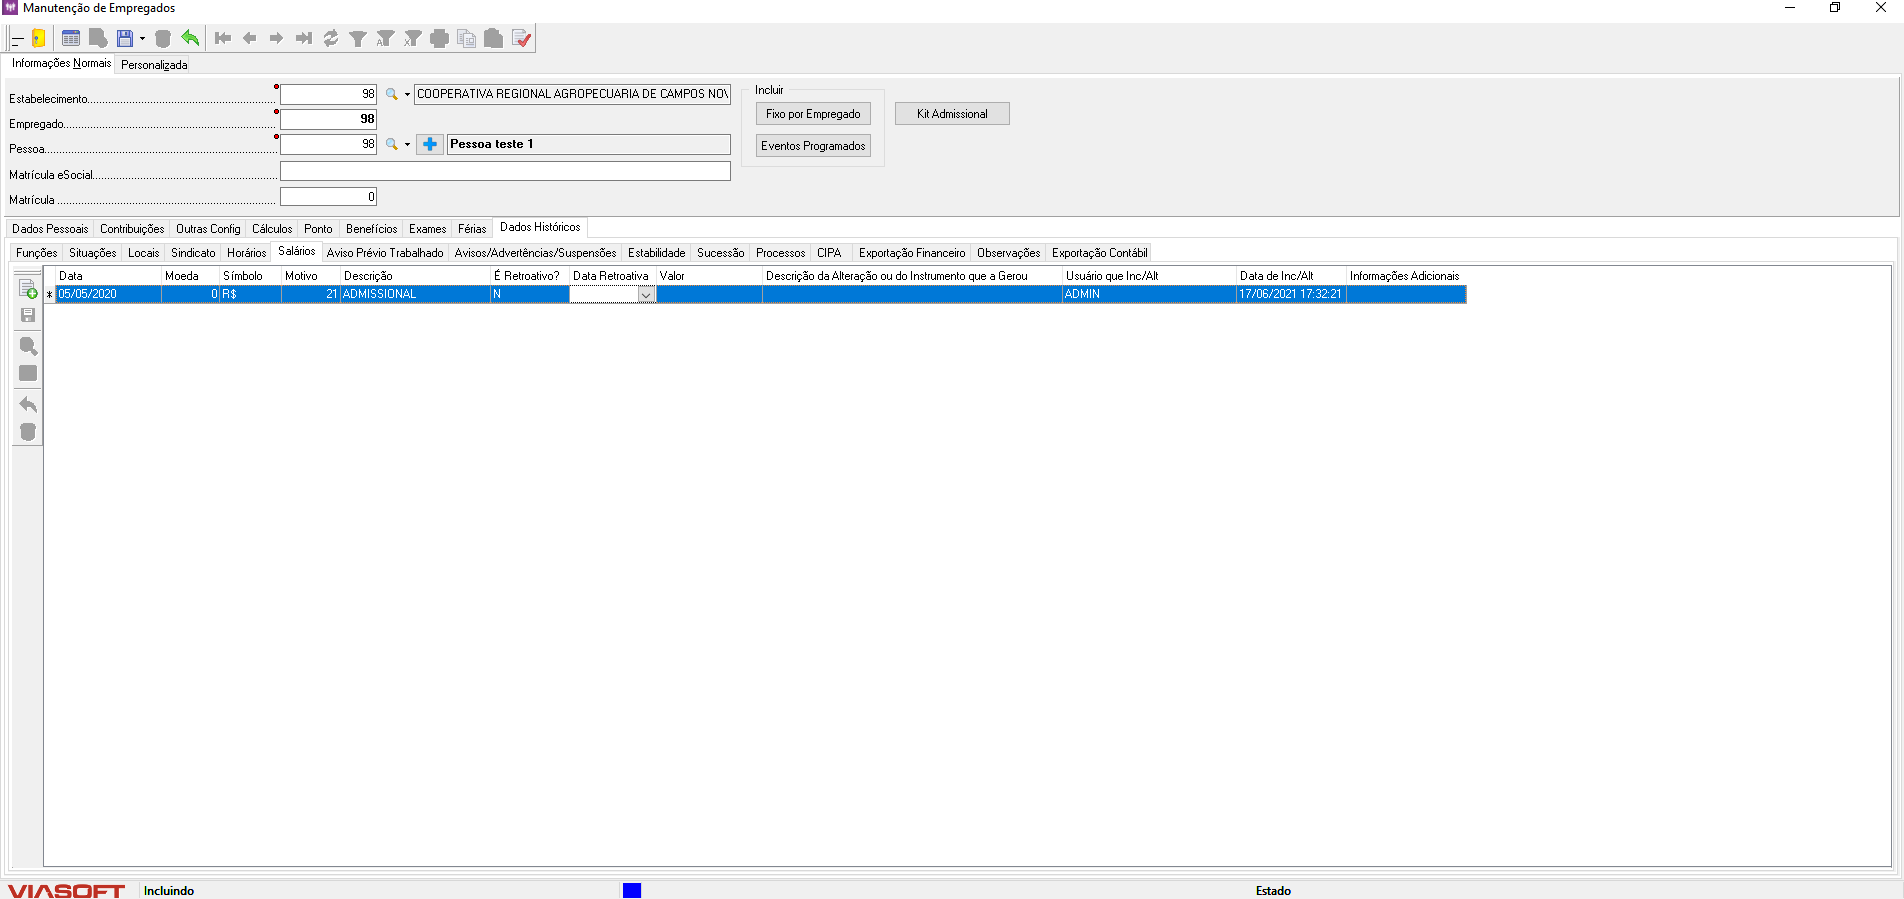 Manutenção de Empregados
Informações Normais Personalizada
Estabelecimento 98 COOPERATIVA REGIONAL AGROPECUARIA DE CAMPOS NOV
Empregado 98
Pessoa 98 Pessoa teste 1
Matrícula eSocial
Matrícula 0
Incluir
Fixo por Empregado
Eventos Programados
Kit Admissional
Dados Pessoais Contribuições Outras Config Cálculos Ponto Benefícios Exames Férias Dados Históricos
Funções Situações Locais Sindicato Horários Salários Aviso Prévio Trabalhado Avisos/Advertências/Suspensões Estabilidade Sucessão Processos CIPA Exportação Financeiro Observações Exportação Contábil
Data Moeda Símbolo Motivo Descrição É Retroativo? Data Retroativa Valor Descrição da Alteração ou do Instrumento que a Gerou Usuário que Inc/Alt Data de Inc/Alt Informações Adicionais
* 05/05/2020 0 R$ 21 ADMISSIONAL N ADMIN 17/06/2021 17:32:21
VIASOFT Incluindo Estado